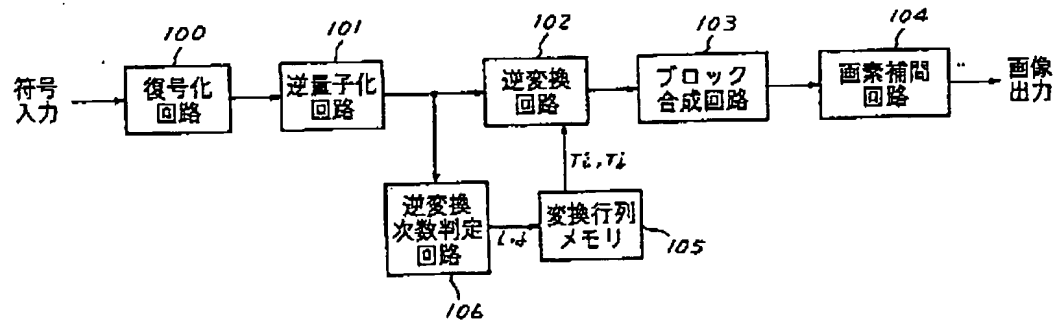 100
101
102
103
104
符号
入力
復号化
回路
逆量子化
回路
逆変換
回路
ブロック
合成回路
画素補間
回路
画像
出力
Ti, Tj
逆変換
次数判定
回路
i,j
変換行列
メモリ
105
106